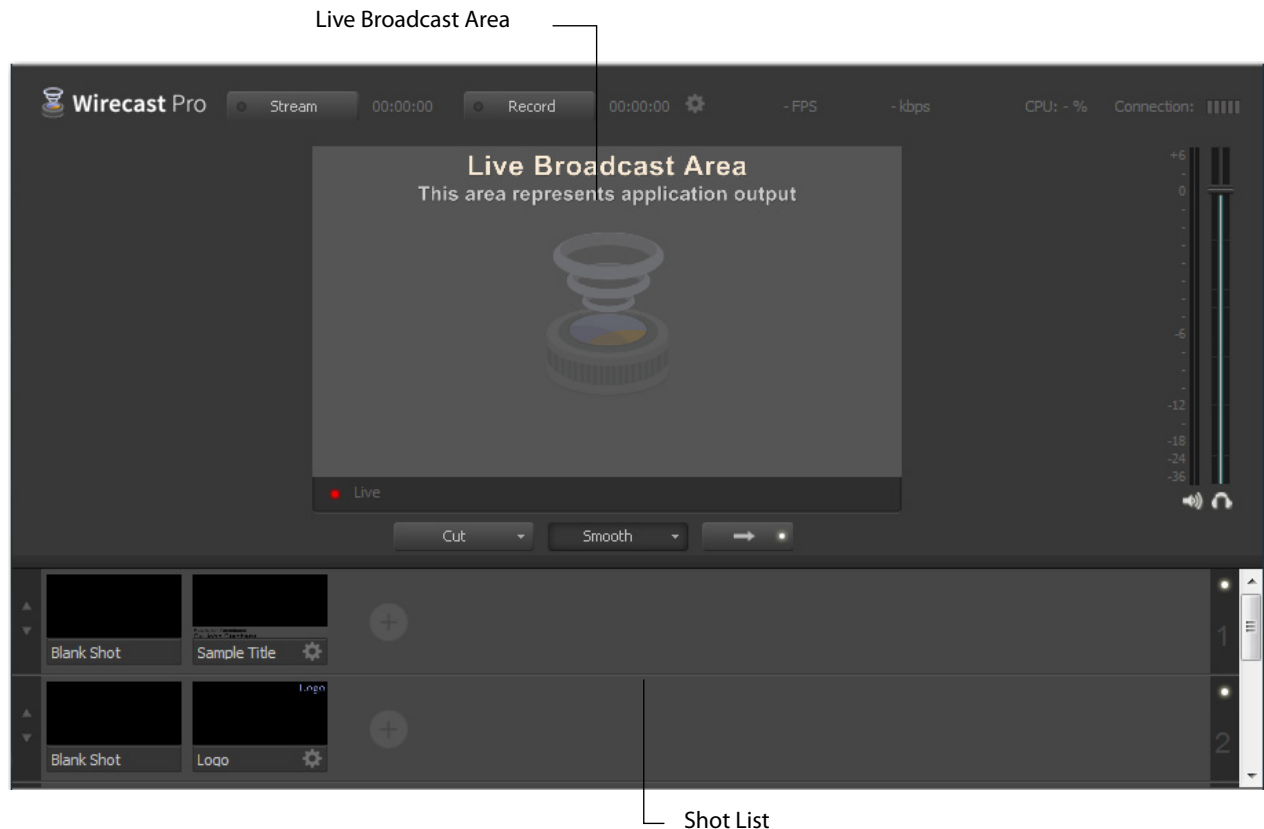 Live Broadcast Area
Wirecast Pro Stream 00:00:00 Record 00:00:00 - FPS - kbps CPU: - % Connection:
Live Broadcast Area
This area represents application output
+6
-
0
-
-
-
-
-
-
-
-6
-
-
-
-12
-
-18
-24
-36
Live
Cut Smooth
Blank Shot Sample Title
1
Logo
Blank Shot Logo
2
Shot List